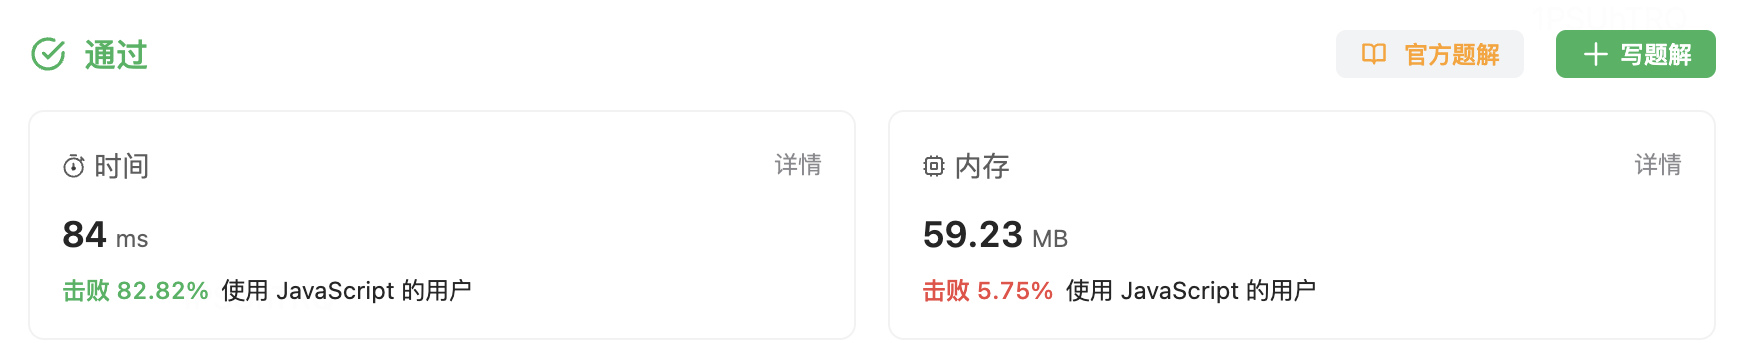 通过
官方题解
写题解
时间 详情
84 ms
击败 82.82% 使用 JavaScript 的用户
内存 详情
59.23 MB
击败 5.75% 使用 JavaScript 的用户